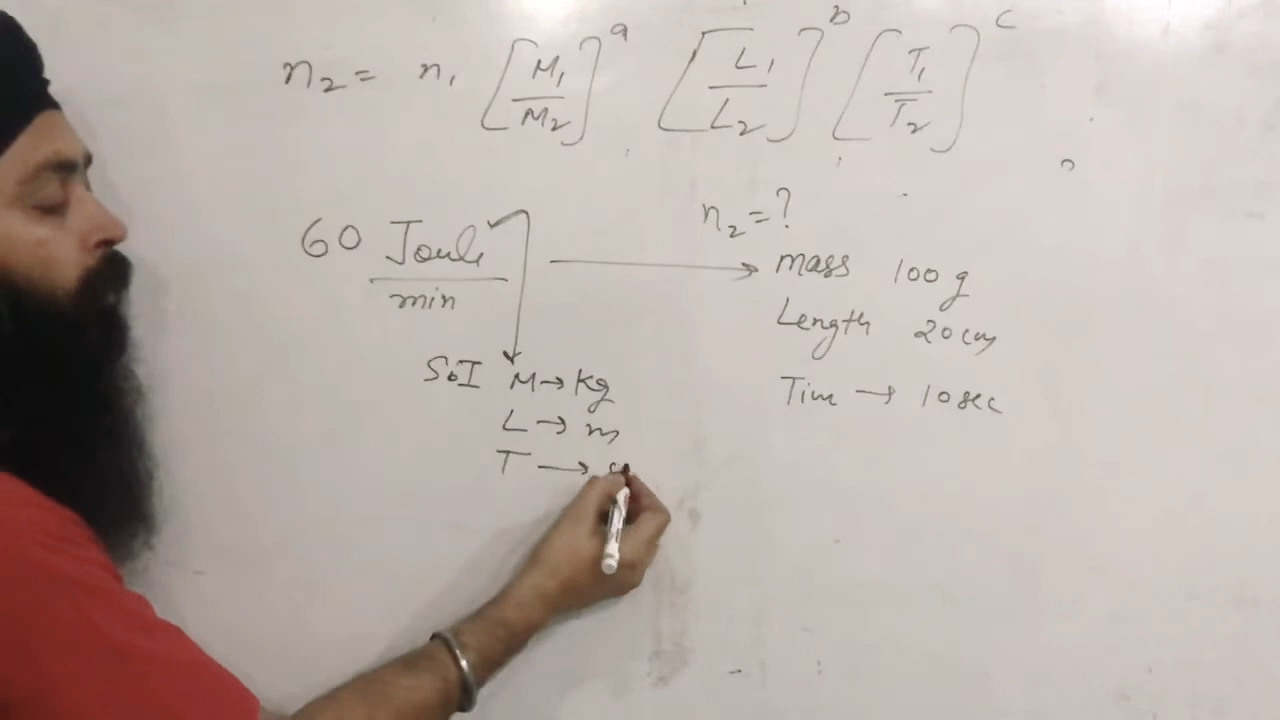 n₂ = n₁ [M₁/M₂]ᵃ [L₁/L₂]ᵇ [T₁/T₂]ᶜ
n₂ = ?
60 Joule/min → mass 100 g
Length 20 cm
Time → 10 sec
S.I M → Kg
L → m
T →